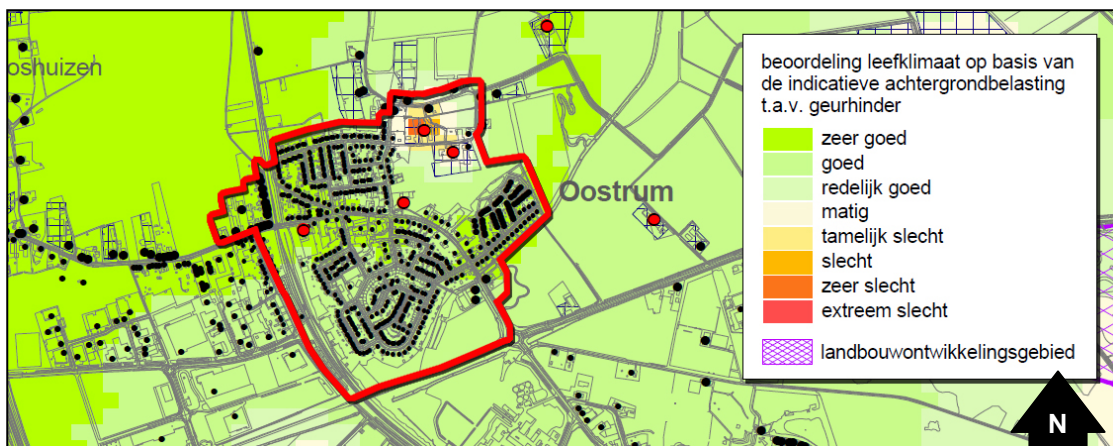 oshuizen
Oostrum
beoordeling leefklimaat op basis van
de indicatieve achtergrondbelasting
t.a.v. geurhinder
zeer goed
goed
redelijk goed
matig
tamelijk slecht
slecht
zeer slecht
extreem slecht
landbouwontwikkelingsgebied
N